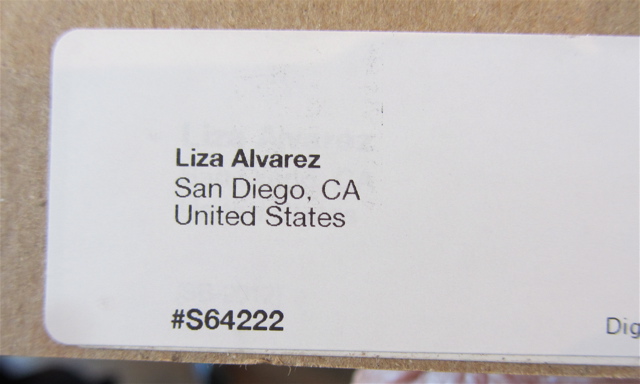 Liza Alvarez
San Diego, CA
United States
#S64222
Dig